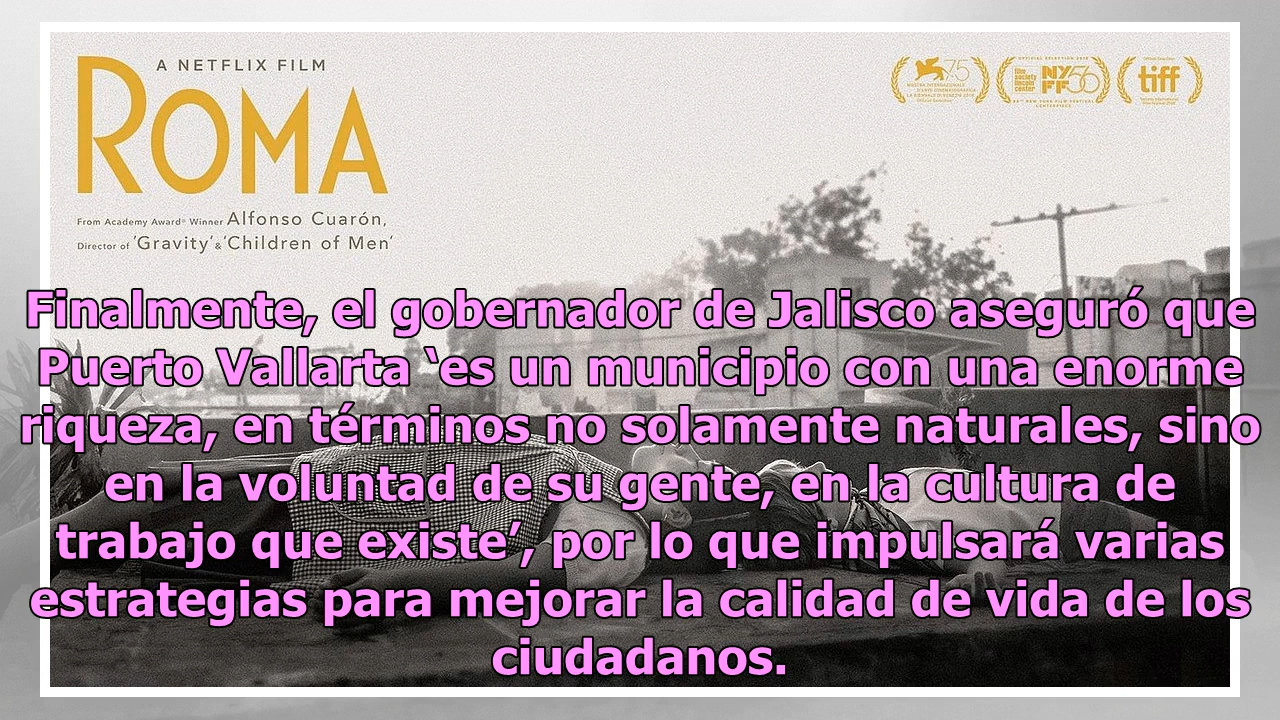 A NETFLIX FILM
ROMA
From Academy Award® Winner Alfonso Cuarón,
Director of 'Gravity' & 'Children of Men'
75
NYFF56
tiff
Finalmente, el gobernador de Jalisco aseguró que
Puerto Vallarta ‘es un municipio con una enorme
riqueza, en términos no solamente naturales, sino
en la voluntad de su gente, en la cultura de
trabajo que existe’, por lo que impulsará varias
estrategias para mejorar la calidad de vida de los
ciudadanos.